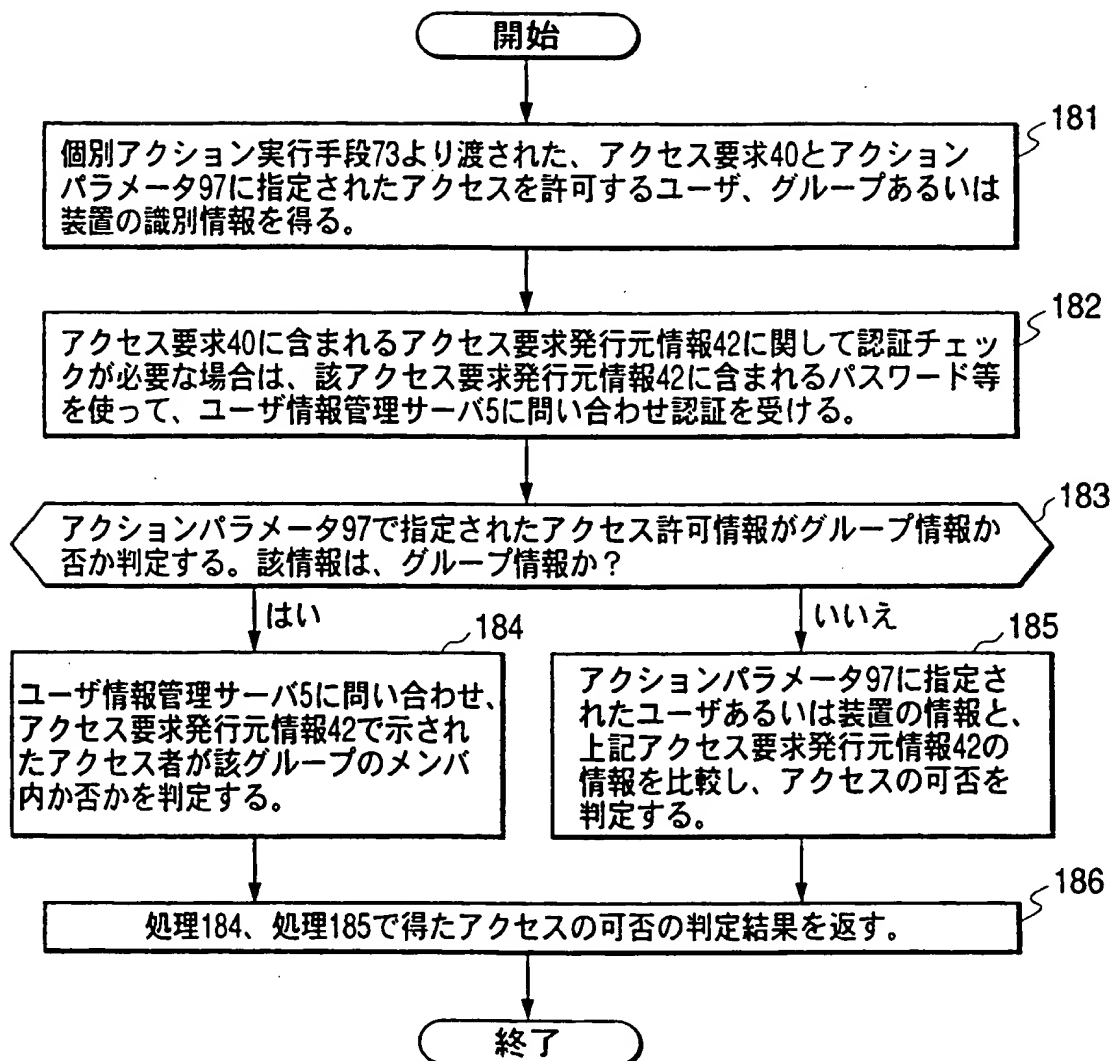 開始
181
個別アクション実行手段73より渡された、アクセス要求40とアクション
パラメータ97に指定されたアクセスを許可するユーザ、グループあるいは
装置の識別情報を得る。
182
アクセス要求40に含まれるアクセス要求発行元情報42に関して認証チェッ
クが必要な場合は、該アクセス要求発行元情報42に含まれるパスワード等
を使って、ユーザ情報管理サーバ5に問い合わせ認証を受ける。
183
アクションパラメータ97で指定されたアクセス許可情報がグループ情報か
否か判定する。該情報は、グループ情報か?
はい
いいえ
184
ユーザ情報管理サーバ5に問い合わせ、
アクセス要求発行元情報42で示され
たアクセス者が該グループのメンバ
内か否かを判定する。
185
アクションパラメータ97に指定さ
れたユーザあるいは装置の情報と、
上記アクセス要求発行元情報42の
情報を比較し、アクセスの可否を
判定する。
186
処理184、処理185で得たアクセスの可否の判定結果を返す。
終了